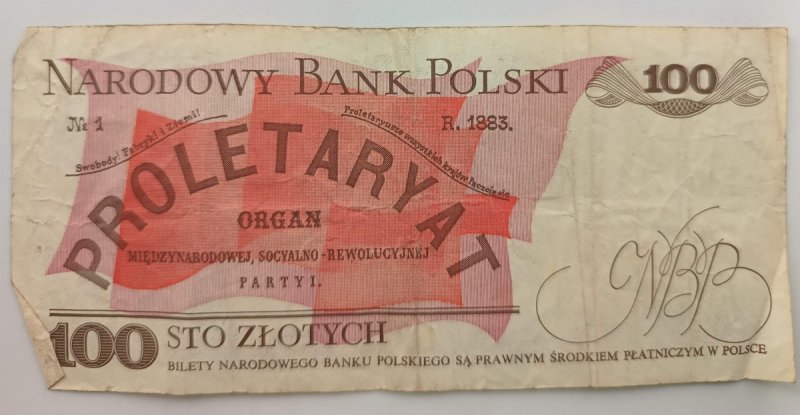 NARODOWY BANK POLSKI 100
№ 1 R. 1883.
Swobody! Fabryki i Ziemi!
Proletaryusze wszystkich krajów łączcie się
PROLETARYAT
ORGAN
MIĘDZYNARODOWEJ, SOCYALNO-REWOLUCYJNEJ
PARTYI.
NBP
100 STO ZŁOTYCH
BILETY NARODOWEGO BANKU POLSKIEGO SĄ PRAWNYM ŚRODKIEM PŁATNICZYM W POLSCE